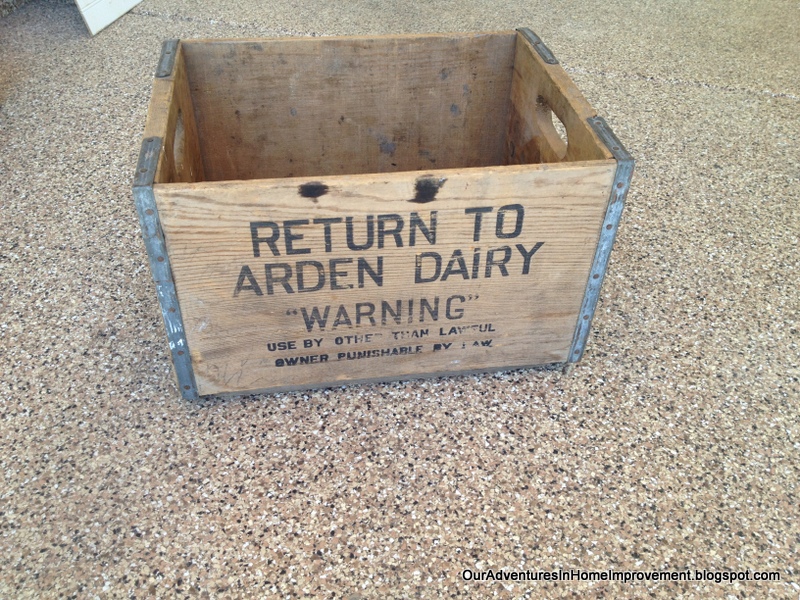 RETURN TO
ARDEN DAIRY
"WARNING"
USE BY OTHER THAN LAWFUL
OWNER PUNISHABLE BY LAW
OurAdventuresInHomeImprovement.blogspot.com